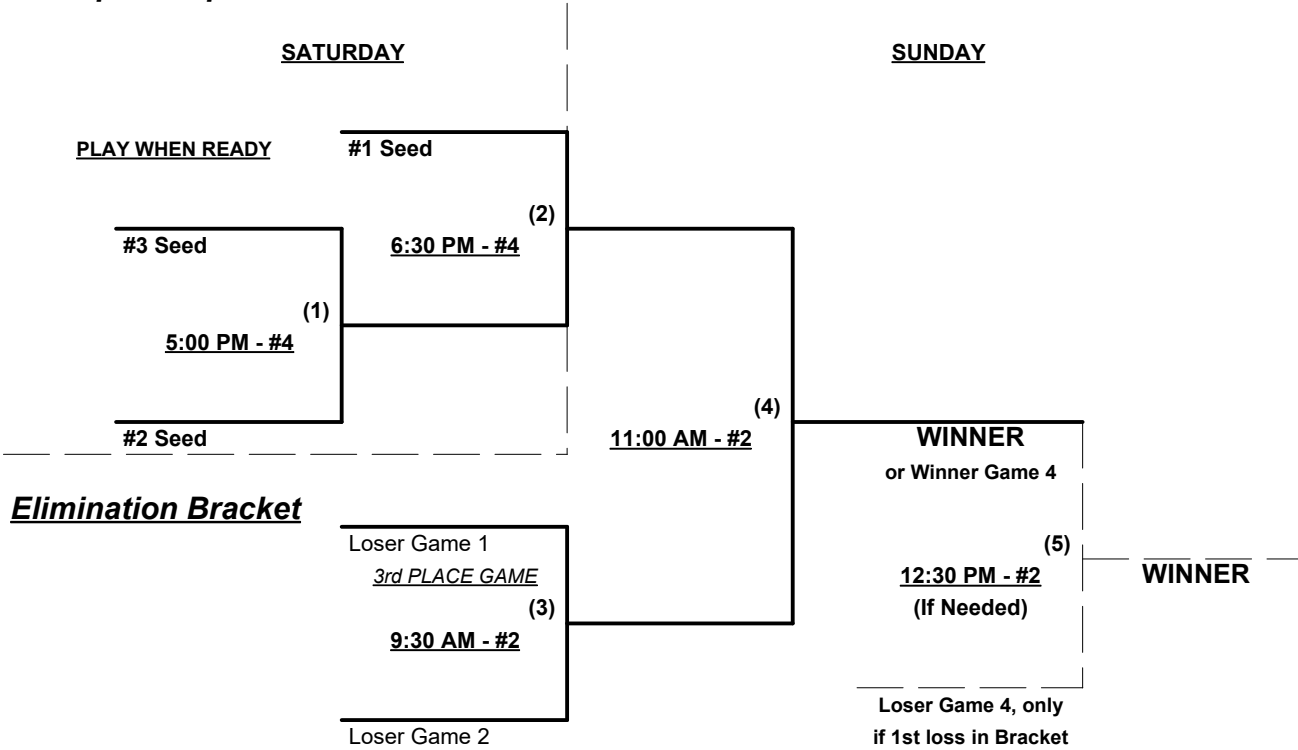 SATURDAY
SUNDAY
PLAY WHEN READY
#1 Seed
(2)
#3 Seed
6:30 PM - #4
(1)
5:00 PM - #4
(4)
#2 Seed
11:00 AM - #2
WINNER
or Winner Game 4
Elimination Bracket
Loser Game 1
(5)
3rd PLACE GAME
12:30 PM - #2
WINNER
(3)
(If Needed)
9:30 AM - #2
Loser Game 4, only
Loser Game 2
if 1st loss in Bracket